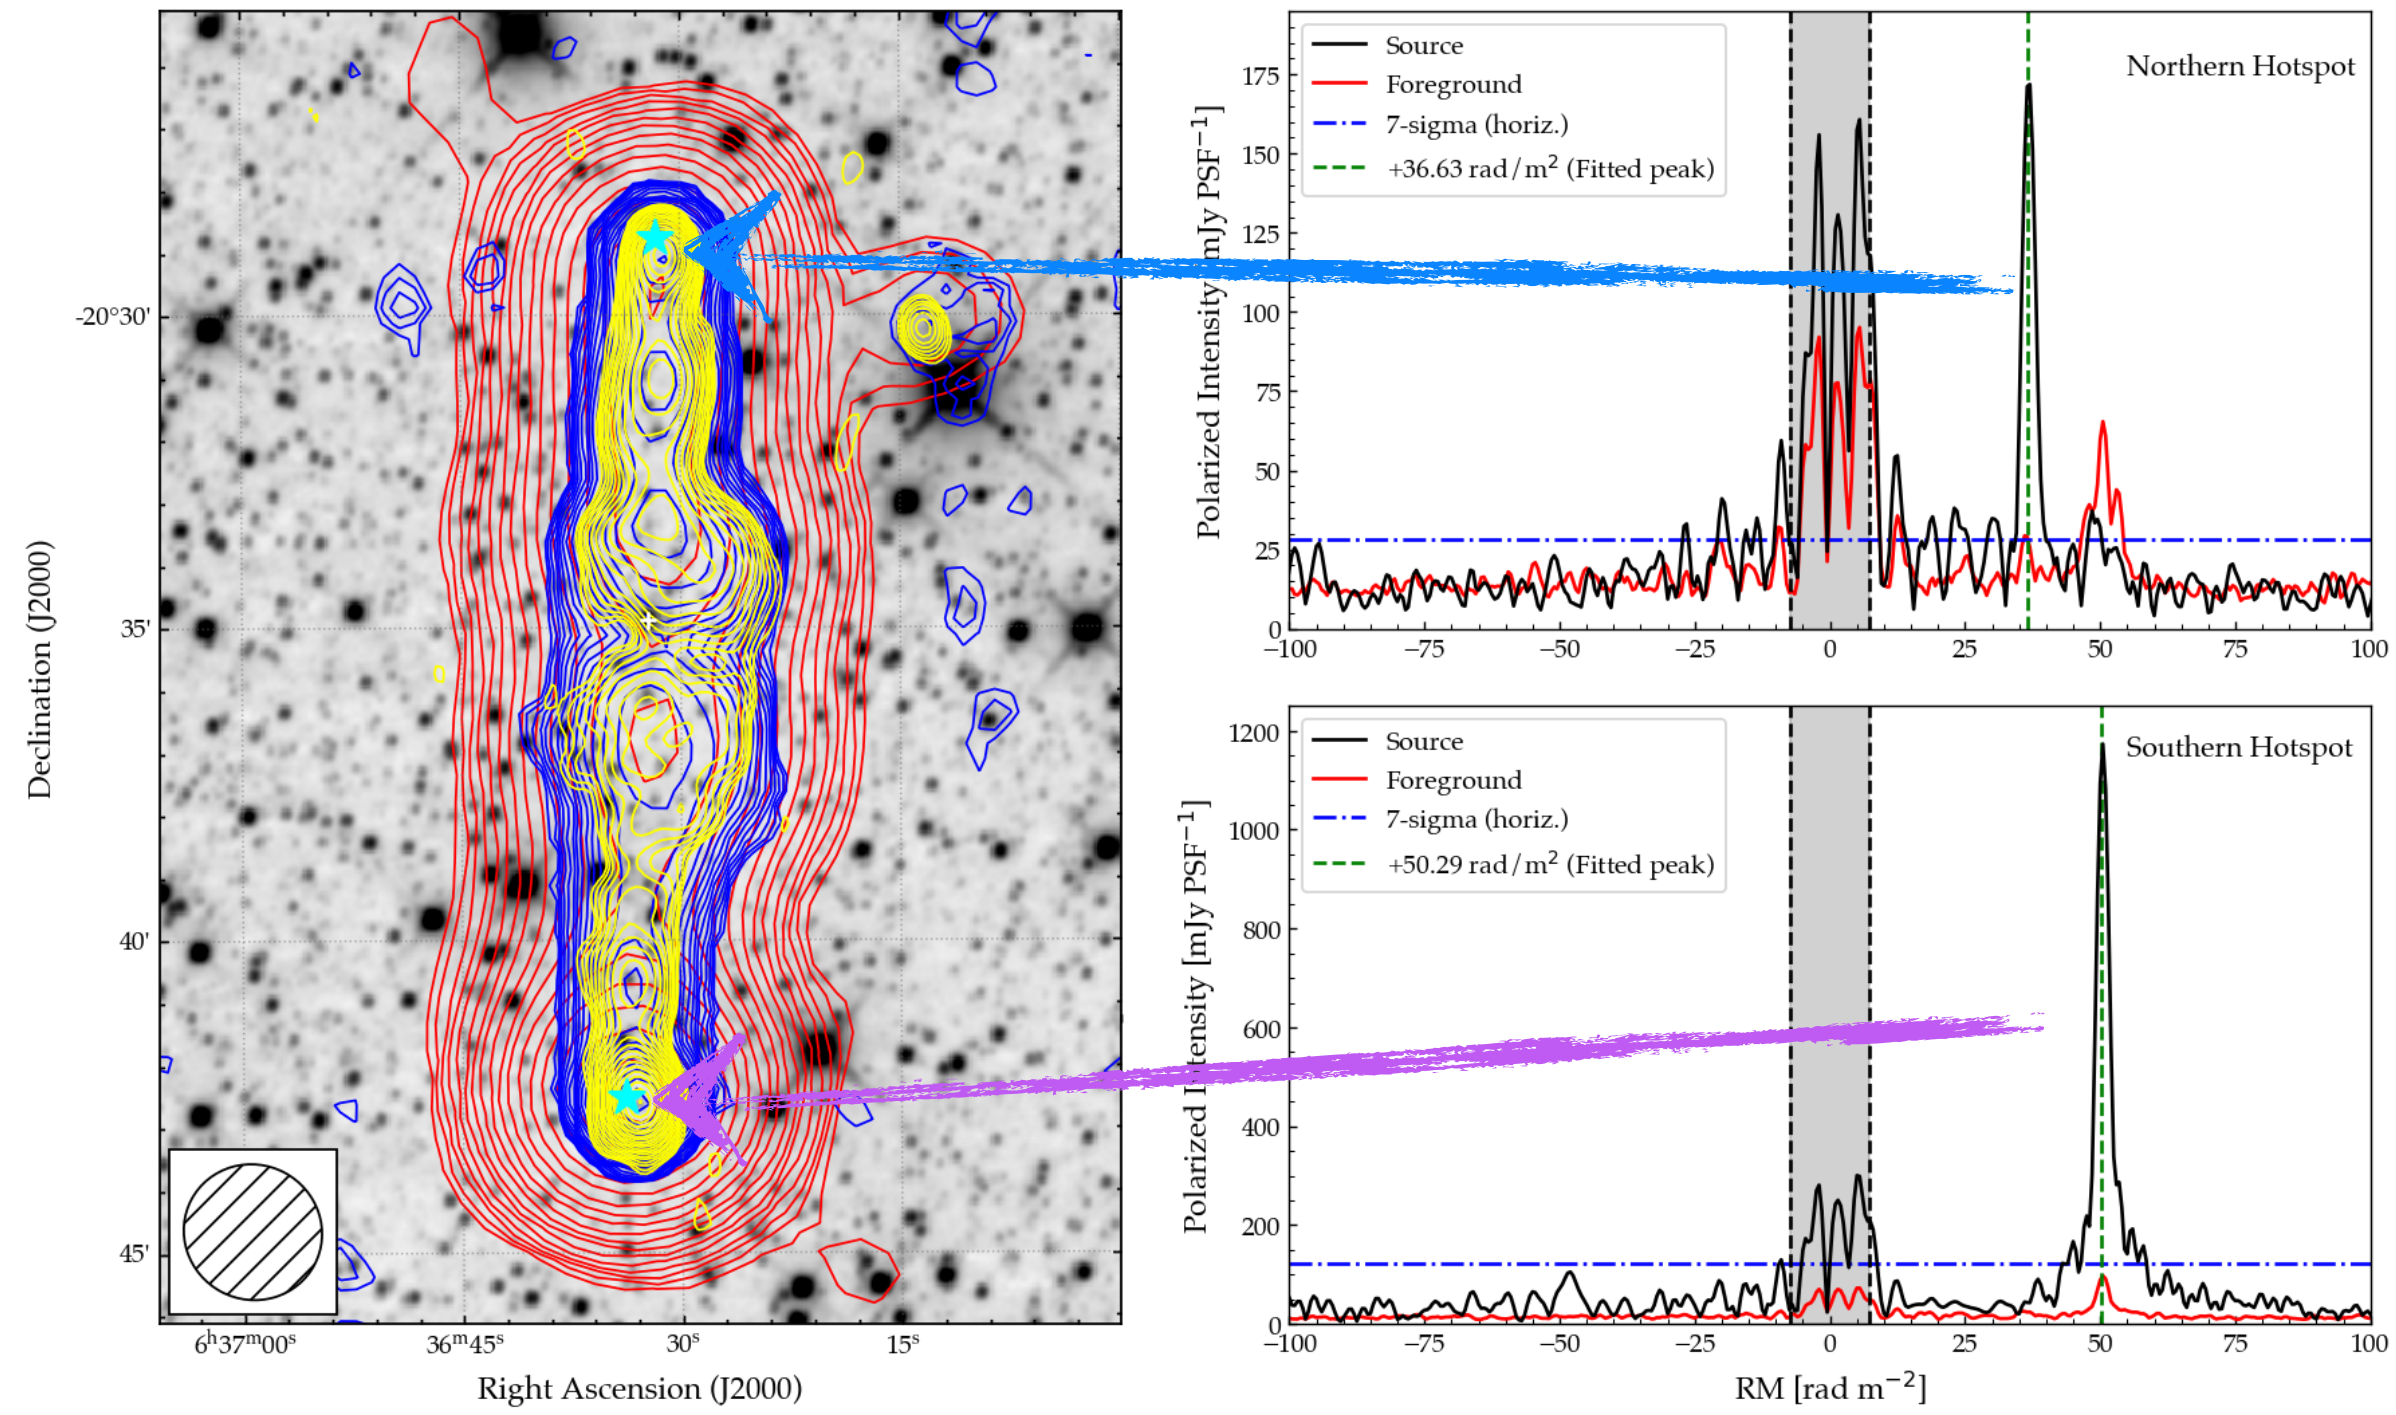 Declination (J2000)
-20°30'
35'
40'
45'
6ʰ37ᵐ00ˢ
36ᵐ45ˢ
30ˢ
15ˢ
Right Ascension (J2000)
Polarized Intensity [mJy PSF⁻¹]
175
150
125
100
75
50
25
0
Source
Foreground
7-sigma (horiz.)
+36.63 rad/m² (Fitted peak)
Northern Hotspot
−100
−75
−50
−25
0
25
50
75
100
Polarized Intensity [mJy PSF⁻¹]
1200
1000
800
600
400
200
0
Source
Foreground
7-sigma (horiz.)
+50.29 rad/m² (Fitted peak)
Southern Hotspot
−100
−75
−50
−25
0
25
50
75
100
RM [rad m⁻²]